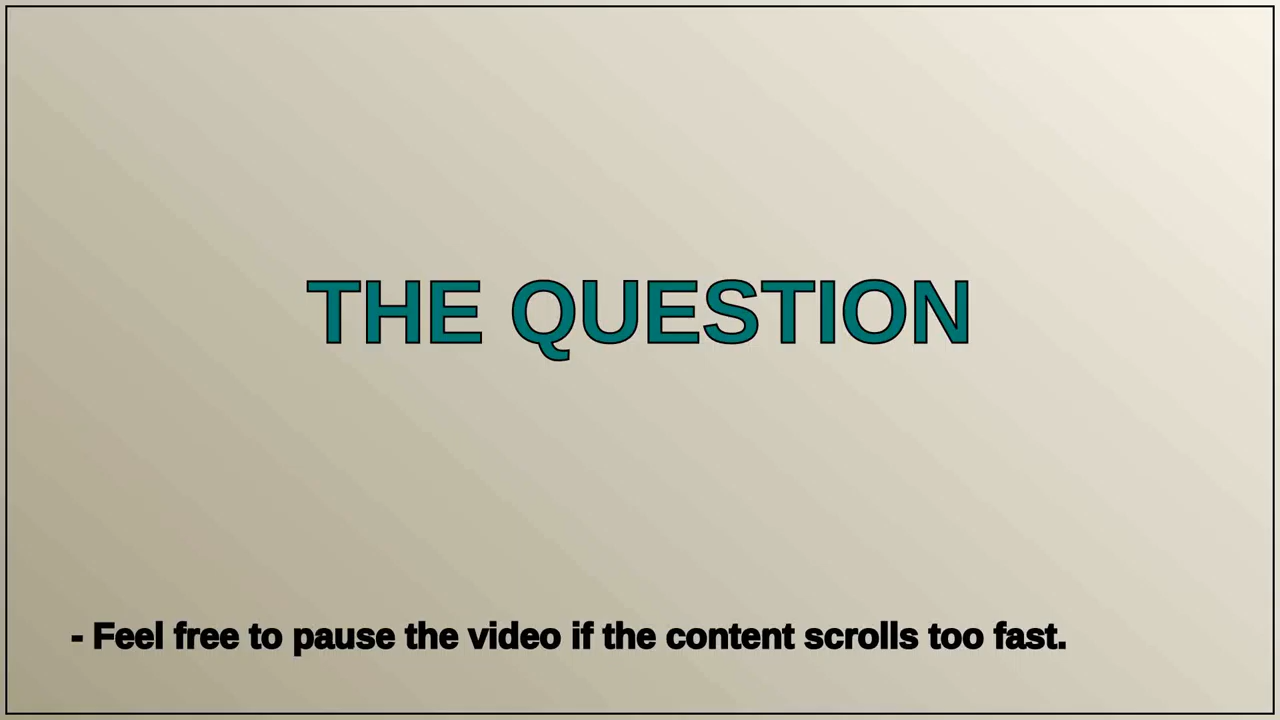 THE QUESTION
- Feel free to pause the video if the content scrolls too fast.